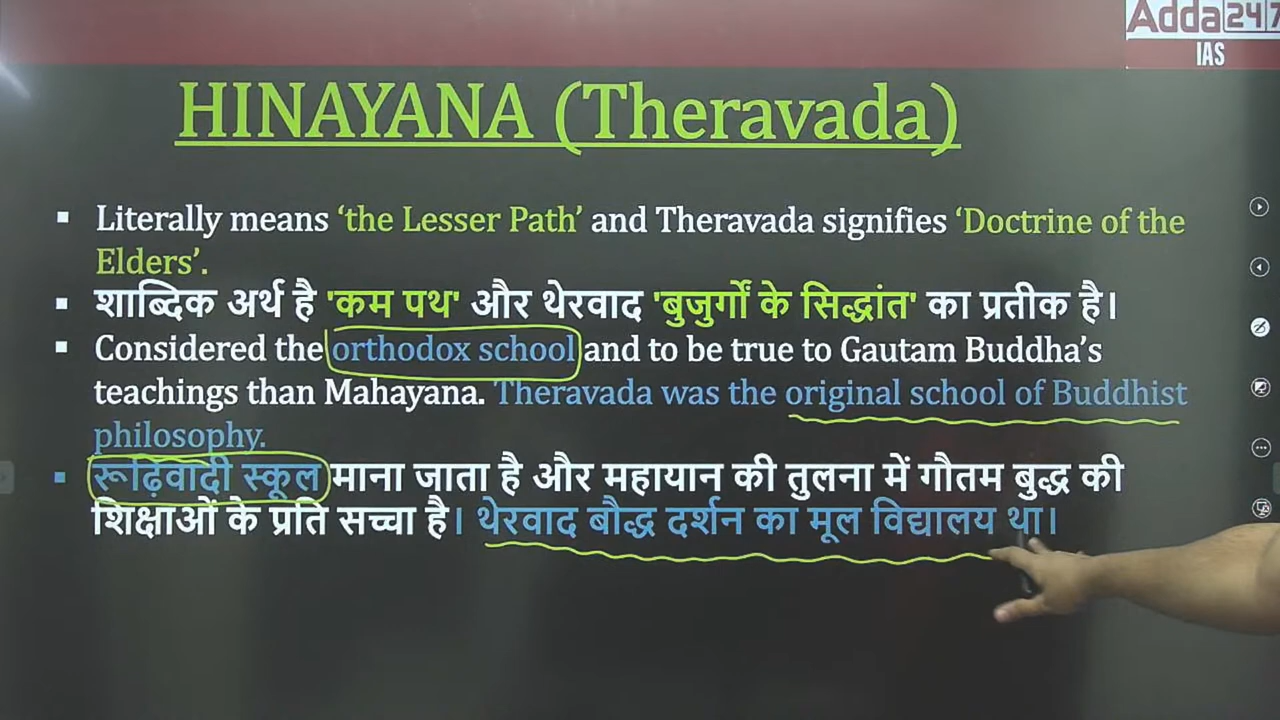 Adda247
IAS
HINAYANA (Theravada)
▪ Literally means ‘the Lesser Path’ and Theravada signifies ‘Doctrine of the
Elders’.
▪ शाब्दिक अर्थ है 'कम पथ' और थेरवाद 'बुजुर्गों के सिद्धांत' का प्रतीक है।
▪ Considered the orthodox school and to be true to Gautam Buddha’s
teachings than Mahayana. Theravada was the original school of Buddhist
philosophy.
▪ रूढ़िवादी स्कूल माना जाता है और महायान की तुलना में गौतम बुद्ध की
शिक्षाओं के प्रति सच्चा है। थेरवाद बौद्ध दर्शन का मूल विद्यालय था।